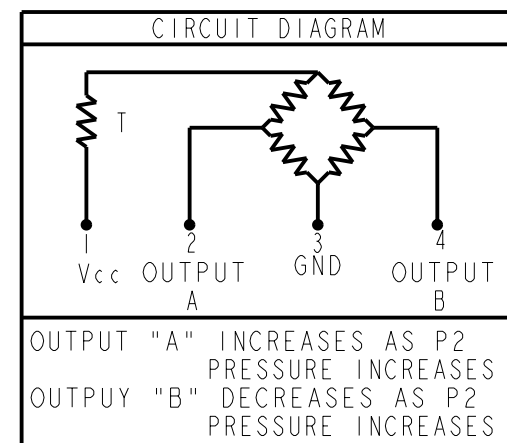 CIRCUIT DIAGRAM
T
1 2 3 4
Vcc OUTPUT GND OUTPUT
A B
OUTPUT "A" INCREASES AS P2
PRESSURE INCREASES
OUTPUY "B" DECREASES AS P2
PRESSURE INCREASES